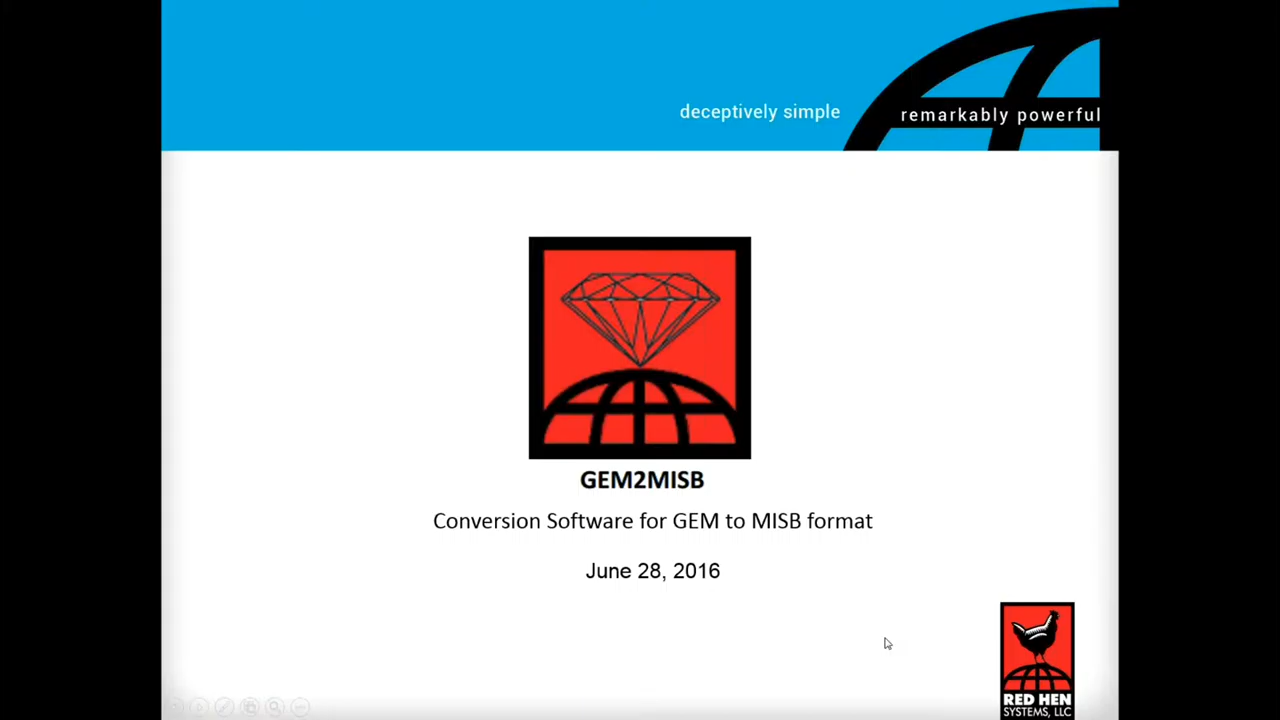 deceptively simple
remarkably powerful
GEM2MISB
Conversion Software for GEM to MISB format
June 28, 2016
RED HEN
SYSTEMS, LLC